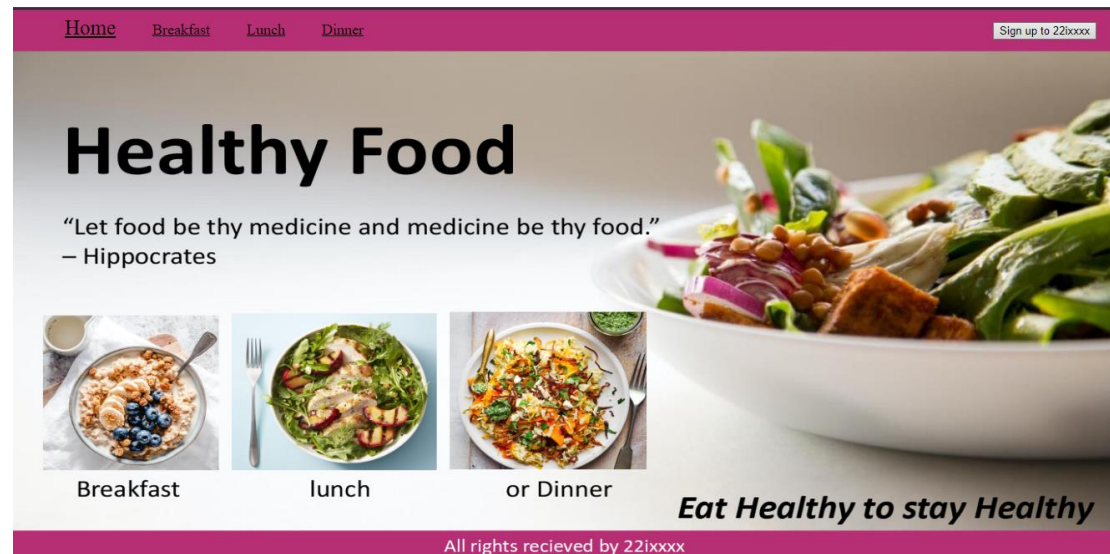 Home Breakfast Lunch Dinner Sign up to 22ixxxx
Healthy Food
“Let food be thy medicine and medicine be thy food.”
– Hippocrates
Breakfast lunch or Dinner
Eat Healthy to stay Healthy
All rights recieved by 22ixxxx